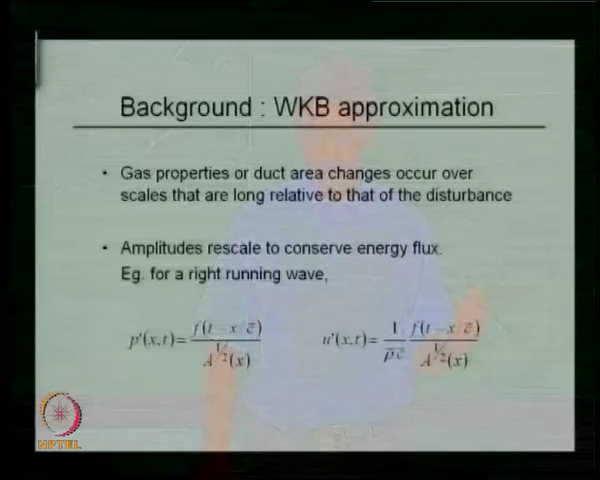 Background : WKB approximation
• Gas properties or duct area changes occur over
scales that are long relative to that of the disturbance
• Amplitudes rescale to conserve energy flux.
Eg. for a right running wave,
p'(x,t) = f(t − x/c̄) / A^{1/2}(x)    u'(x,t) = 1/(ρ̄c̄) f(t − x/c̄) / A^{1/2}(x)
NPTEL